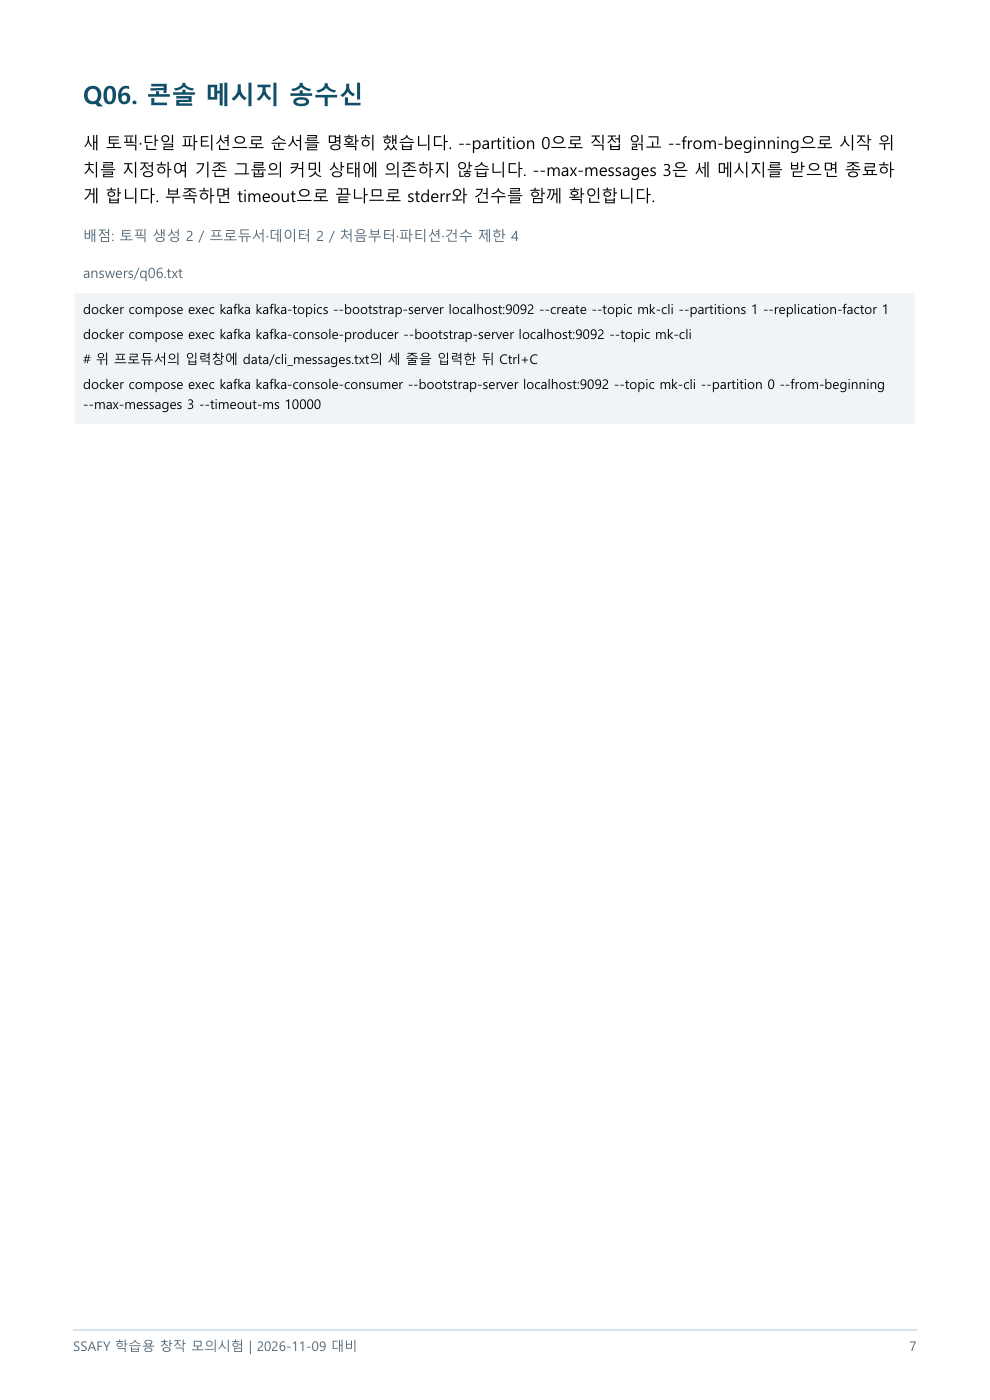 Q06. 콘솔 메시지 송수신
새 토픽·단일 파티션으로 순서를 명확히 했습니다. --partition 0으로 직접 읽고 --from-beginning으로 시작 위
치를 지정하여 기존 그룹의 커밋 상태에 의존하지 않습니다. --max-messages 3은 세 메시지를 받으면 종료하
게 합니다. 부족하면 timeout으로 끝나므로 stderr와 건수를 함께 확인합니다.
배점: 토픽 생성 2 / 프로듀서·데이터 2 / 처음부터·파티션·건수 제한 4
answers/q06.txt
docker compose exec kafka kafka-topics --bootstrap-server localhost:9092 --create --topic mk-cli --partitions 1 --replication-factor 1
docker compose exec kafka kafka-console-producer --bootstrap-server localhost:9092 --topic mk-cli
# 위 프로듀서의 입력창에 data/cli_messages.txt의 세 줄을 입력한 뒤 Ctrl+C
docker compose exec kafka kafka-console-consumer --bootstrap-server localhost:9092 --topic mk-cli --partition 0 --from-beginning
--max-messages 3 --timeout-ms 10000
SSAFY 학습용 창작 모의시험 | 2026-11-09 대비
7